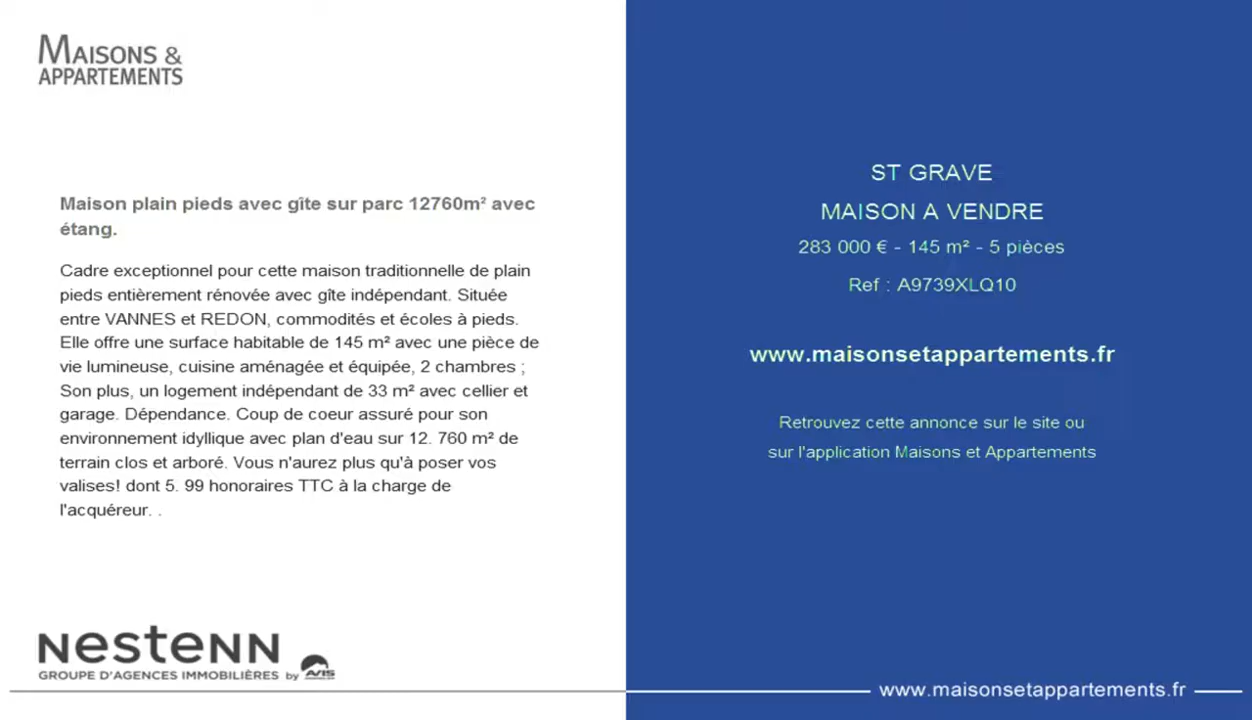 MAISONS &
APPARTEMENTS
Maison plain pieds avec gîte sur parc 12760m² avec
étang.
Cadre exceptionnel pour cette maison traditionnelle de plain
pieds entièrement rénovée avec gîte indépendant. Située
entre VANNES et REDON, commodités et écoles à pieds.
Elle offre une surface habitable de 145 m² avec une pièce de
vie lumineuse, cuisine aménagée et équipée, 2 chambres ;
Son plus, un logement indépendant de 33 m² avec cellier et
garage. Dépendance. Coup de coeur assuré pour son
environnement idyllique avec plan d'eau sur 12. 760 m² de
terrain clos et arboré. Vous n'aurez plus qu'à poser vos
valises! dont 5. 99 honoraires TTC à la charge de
l'acquéreur. .
NESTENN
GROUPE D'AGENCES IMMOBILIÈRES by AVIS
ST GRAVE
MAISON A VENDRE
283 000 € - 145 m² - 5 pièces
Ref : A9739XLQ10
www.maisonsetappartements.fr
Retrouvez cette annonce sur le site ou
sur l'application Maisons et Appartements
www.maisonsetappartements.fr